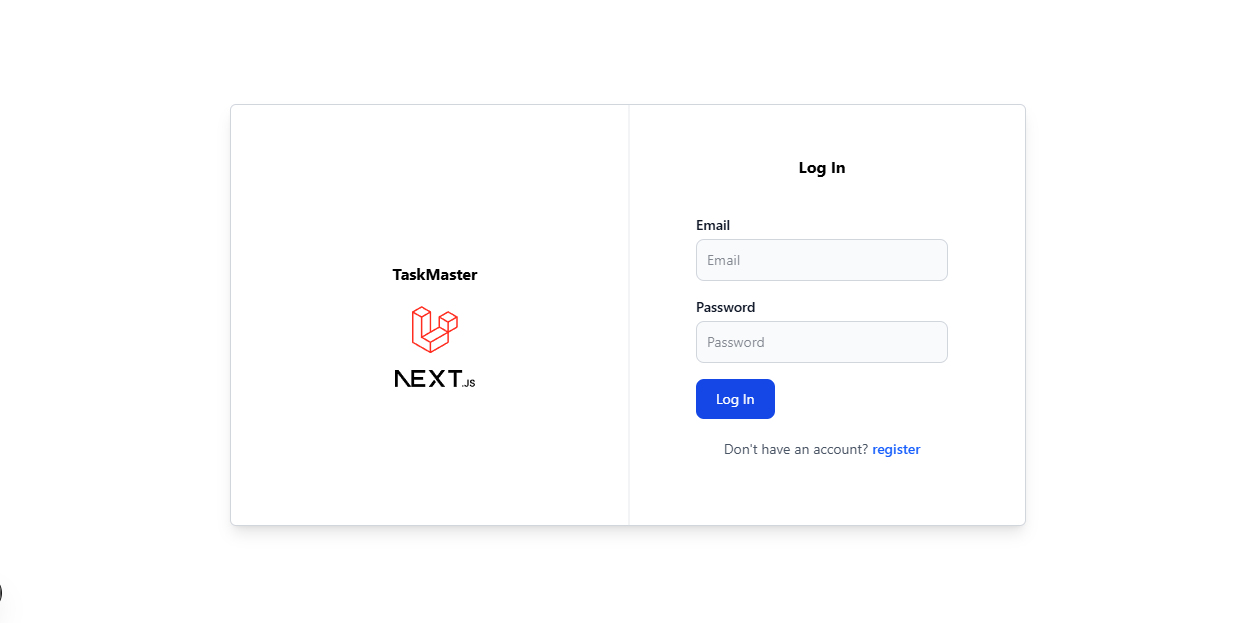 TaskMaster
NEXT.JS
Log In
Email
Email
Password
Password
Log In
Don't have an account? register